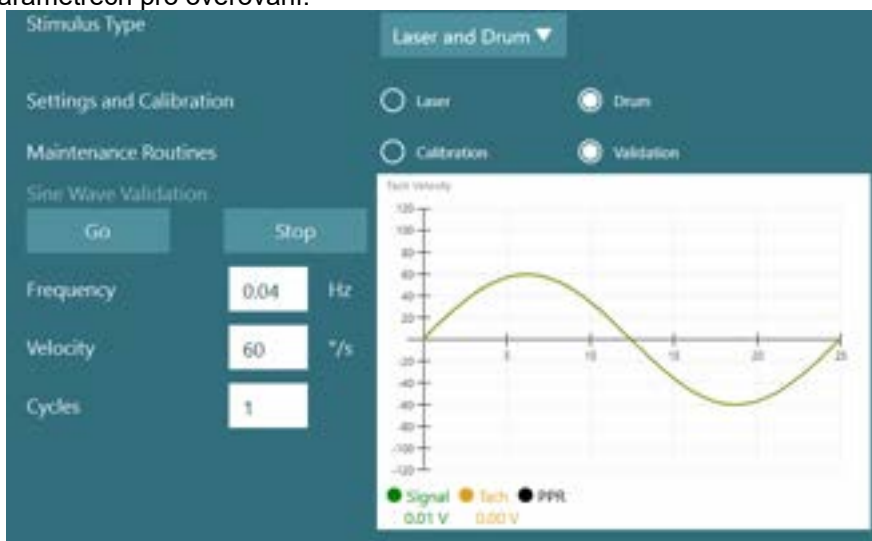 arametrech pro ověřování.
Stimulus Type
Laser and Drum
Settings and Calibration
Laser
Drum
Maintenance Routines
Calibration
Validation
Sine Wave Validation
Go
Stop
Frequency
0.04
Hz
Velocity
60
°/s
Cycles
1
Tach Velocity
120
100
80
60
40
20
5
10
15
20
25
-20
-40
-60
-80
-100
-120
Signal
Tach
PPR
0.01 V
0.00 V